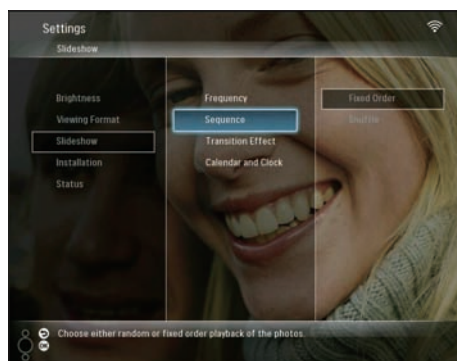 Settings
Slideshow
Brightness
Viewing Format
Slideshow
Installation
Status
Frequency
Sequence
Transition Effect
Calendar and Clock
Fixed Order
Shuffle
Choose either random or fixed order playback of the photos.
OK